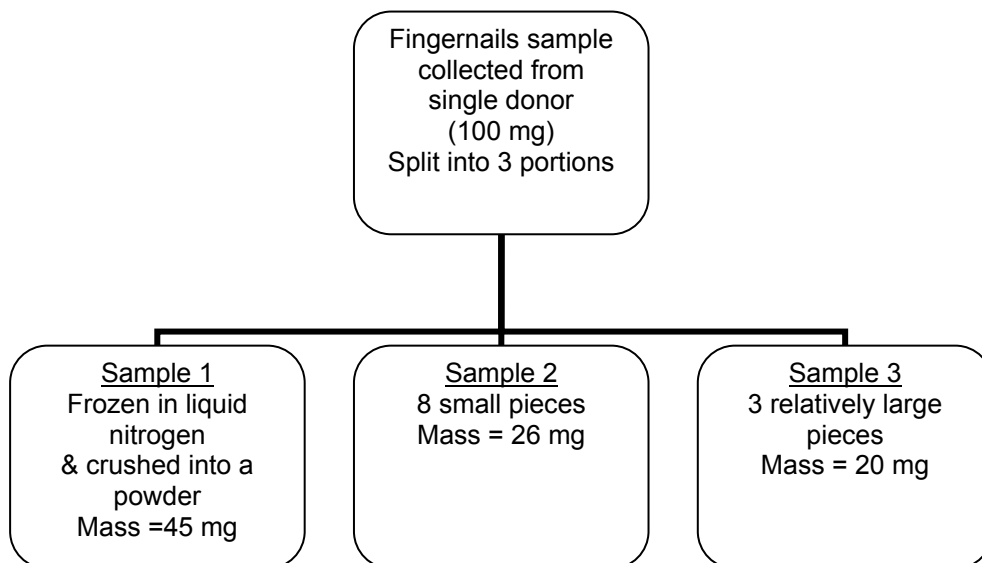 Fingernails sample
collected from
single donor
(100 mg)
Split into 3 portions
Sample 1
Frozen in liquid
nitrogen
& crushed into a
powder
Mass =45 mg
Sample 2
8 small pieces
Mass = 26 mg
Sample 3
3 relatively large
pieces
Mass = 20 mg